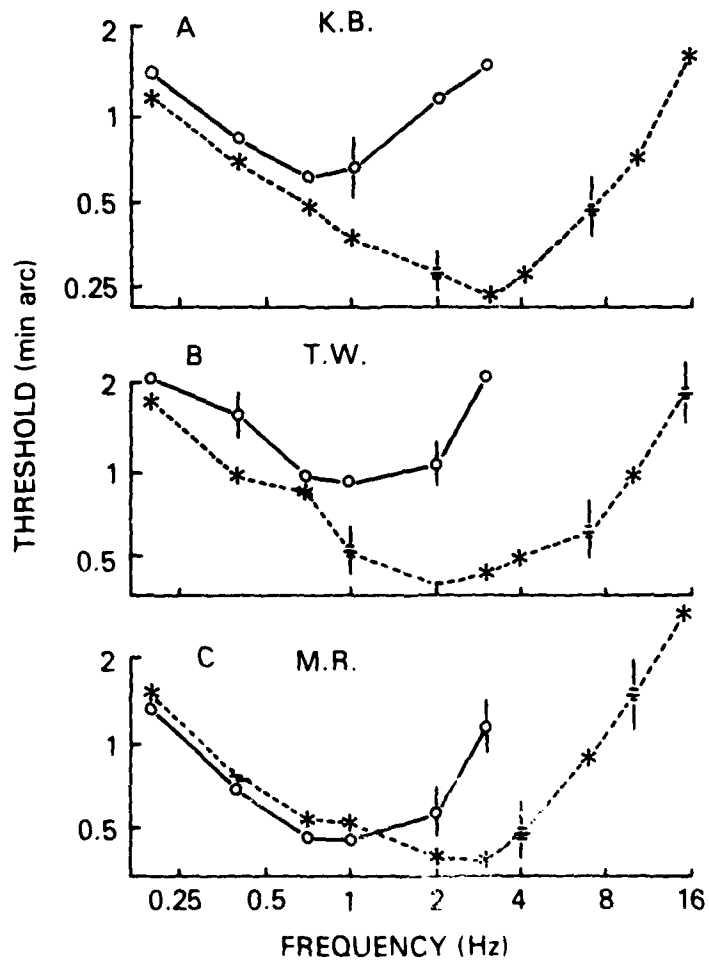 A K.B.
2
1
0.5
0.25
B T.W.
2
1
0.5
C M.R.
2
1
0.5
0.25 0.5 1 2 4 8 16
THRESHOLD (min arc)
FREQUENCY (Hz)